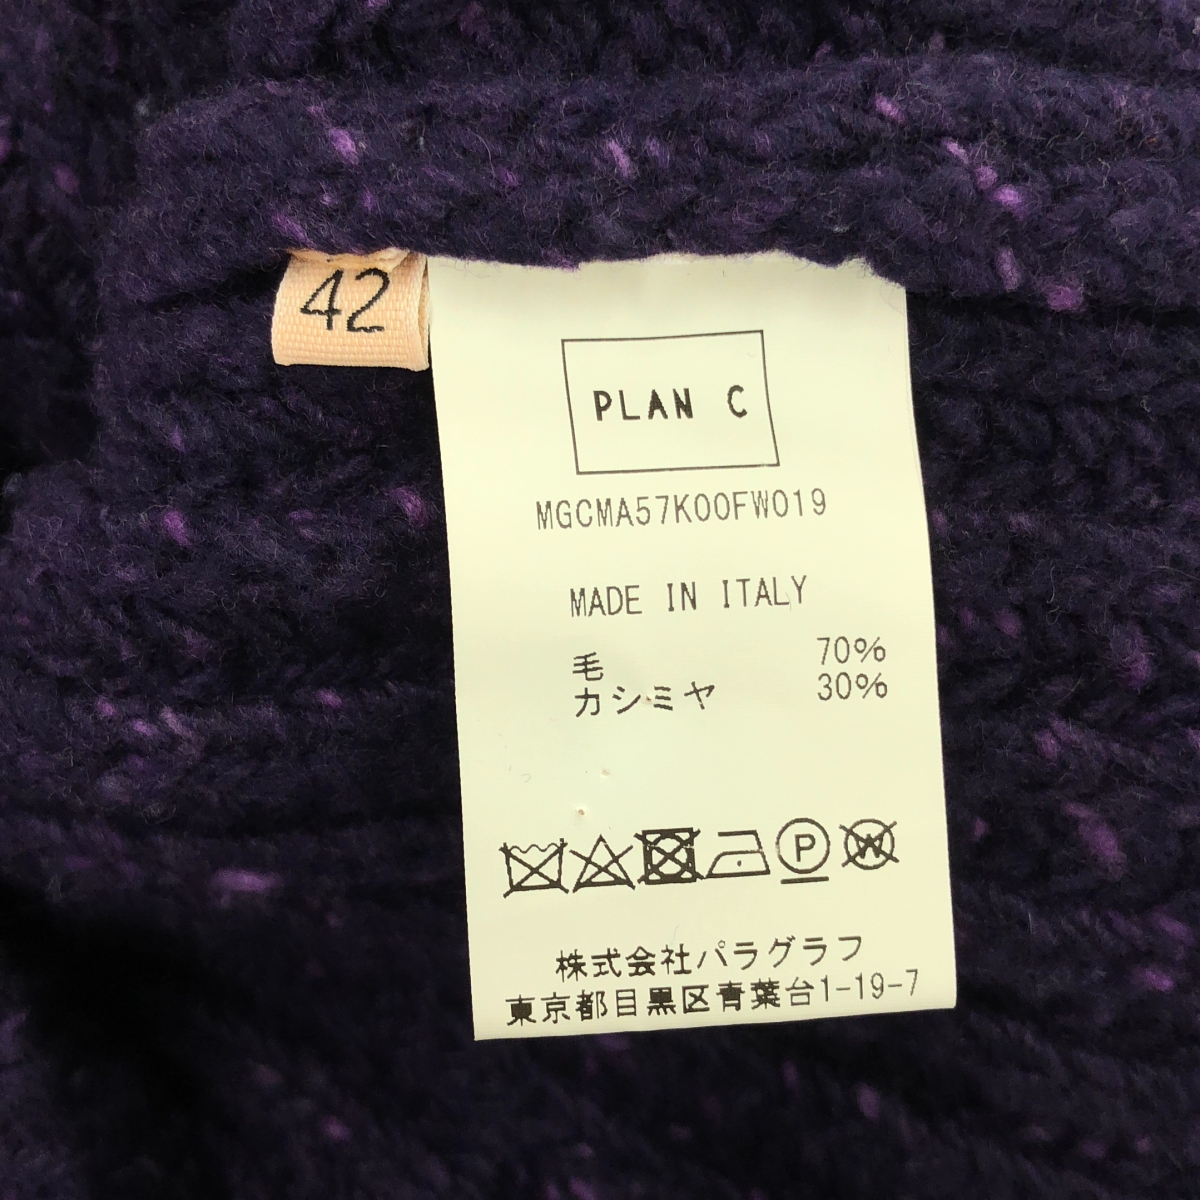 42
PLAN C
MGCMA57K00FW019
MADE IN ITALY
毛 70%
カシミヤ 30%
P W
株式会社パラグラフ
東京都目黒区青葉台1-19-7